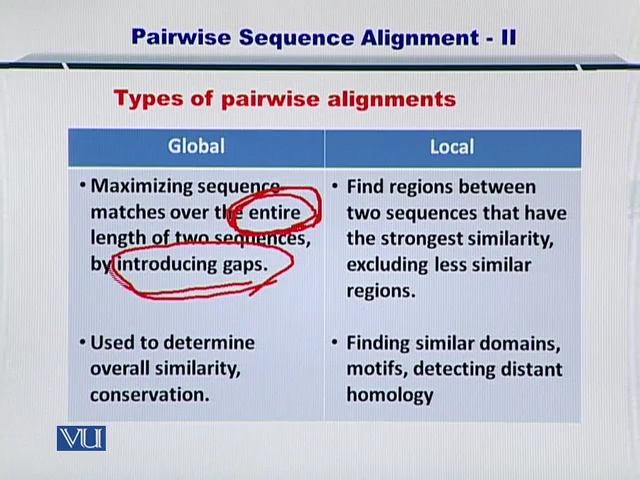 Pairwise Sequence Alignment - II
Types of pairwise alignments
Global
Local
• Maximizing sequence
matches over the entire
length of two sequences,
by introducing gaps.
• Find regions between
two sequences that have
the strongest similarity,
excluding less similar
regions.
• Used to determine
overall similarity,
conservation.
• Finding similar domains,
motifs, detecting distant
homology
VU